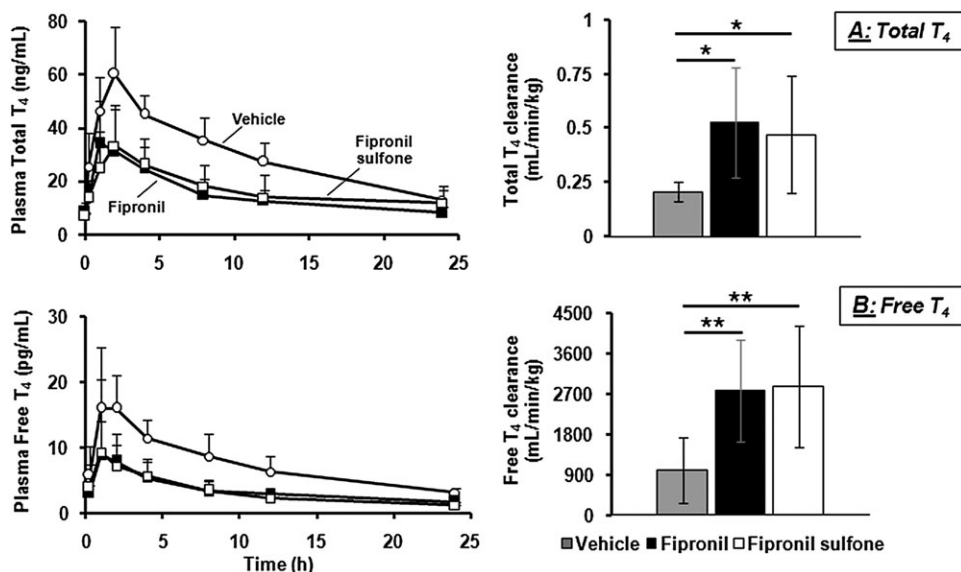 Plasma Total T4 (ng/mL)
80
60
40
20
0
0
5
10
15
20
25
Vehicle
Fipronil
sulfone
Fipronil
Total T4 clearance
(mL/min/kg)
1
0.75
0.5
0.25
0
*
*
A: Total T4
Plasma Free T4 (pg/mL)
30
20
10
0
0
5
10
15
20
25
Time (h)
Free T4 clearance
(mL/min/kg)
4500
3600
2700
1800
900
0
**
**
B: Free T4
Vehicle Fipronil Fipronil sulfone